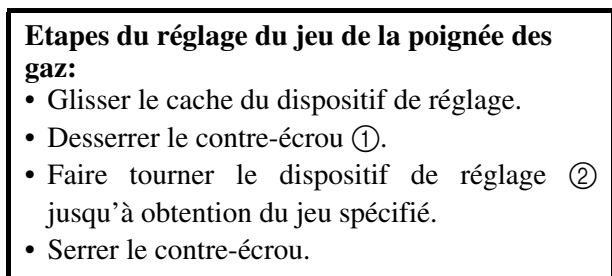 Etapes du réglage du jeu de la poignée des
gaz:
• Glisser le cache du dispositif de réglage.
• Desserrer le contre-écrou ①.
• Faire tourner le dispositif de réglage ②
jusqu’à obtention du jeu spécifié.
• Serrer le contre-écrou.